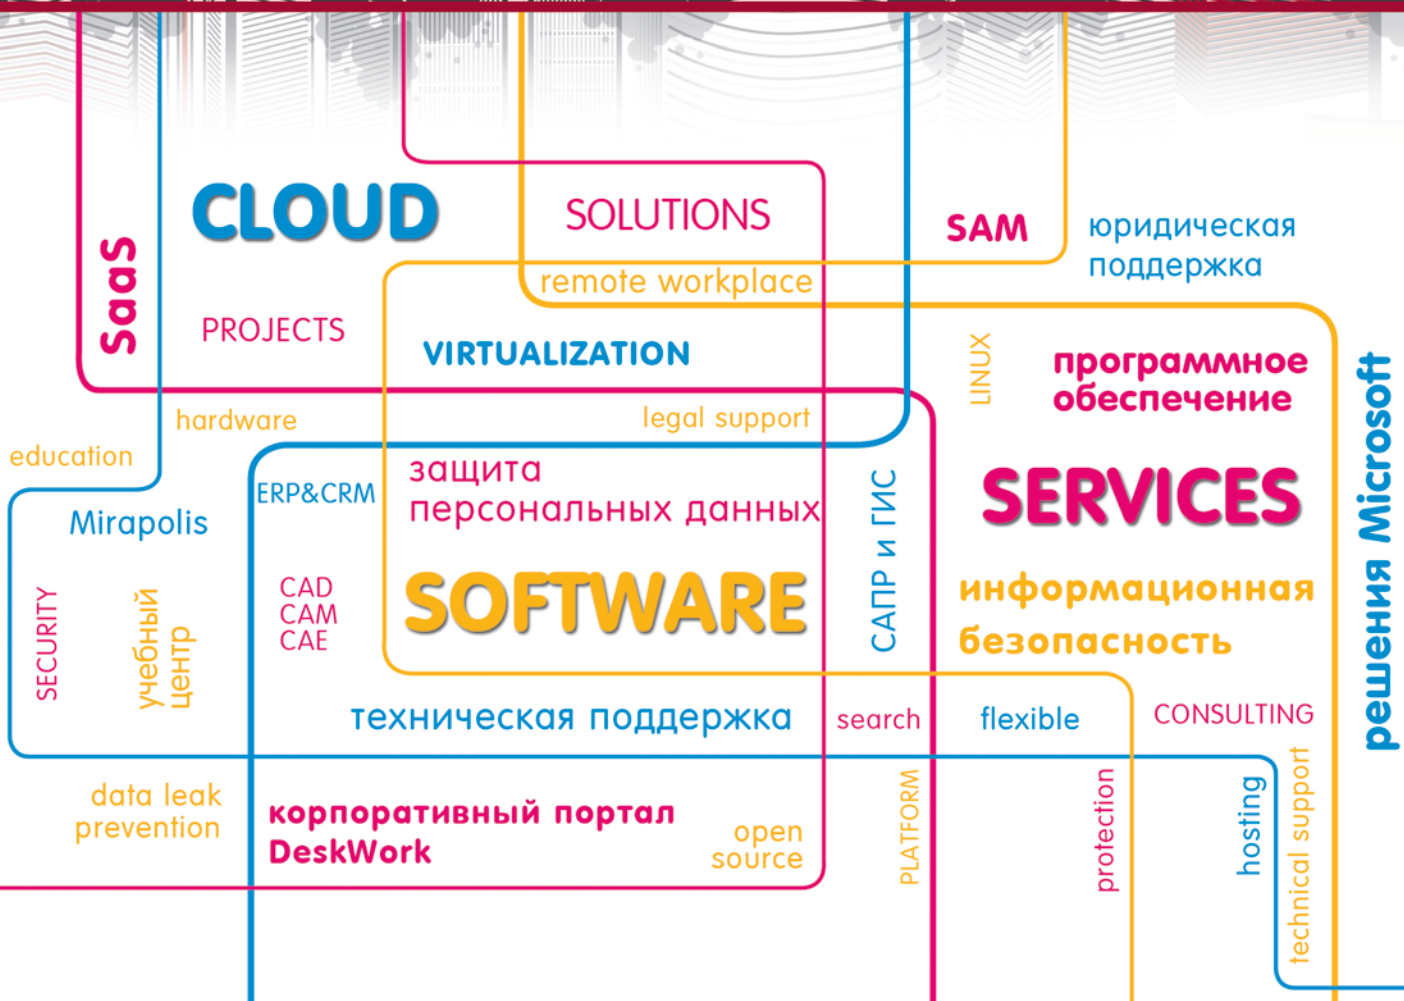 CLOUD
SOLUTIONS
SAM
юридическая
поддержка
SaaS
remote workplace
PROJECTS
VIRTUALIZATION
LINUX
программное
обеспечение
решения Microsoft
hardware
legal support
education
ERP&CRM
защита
персональных данных
САПР и ГИС
SERVICES
Mirapolis
SECURITY
учебный
центр
CAD
CAM
CAE
SOFTWARE
информационная
безопасность
техническая поддержка
search
flexible
CONSULTING
data leak
prevention
корпоративный портал
DeskWork
open
source
PLATFORM
protection
hosting
technical support